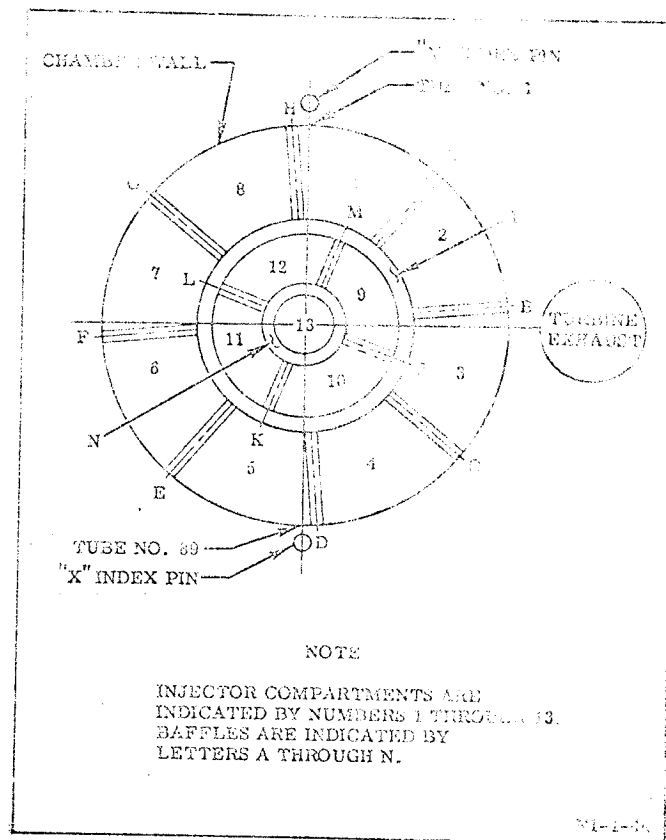 CHAMBER WALL
INDEX PIN
H
8
M
2
7
L
12
9
B
13
TURBINE
EXHAUST
F
11
6
10
3
N
K
5
4
E
D
TUBE NO. 89
"X" INDEX PIN
NOTE
INJECTOR COMPARTMENTS ARE
INDICATED BY NUMBERS 1 THROUGH 13.
BAFFLES ARE INDICATED BY
LETTERS A THROUGH N.